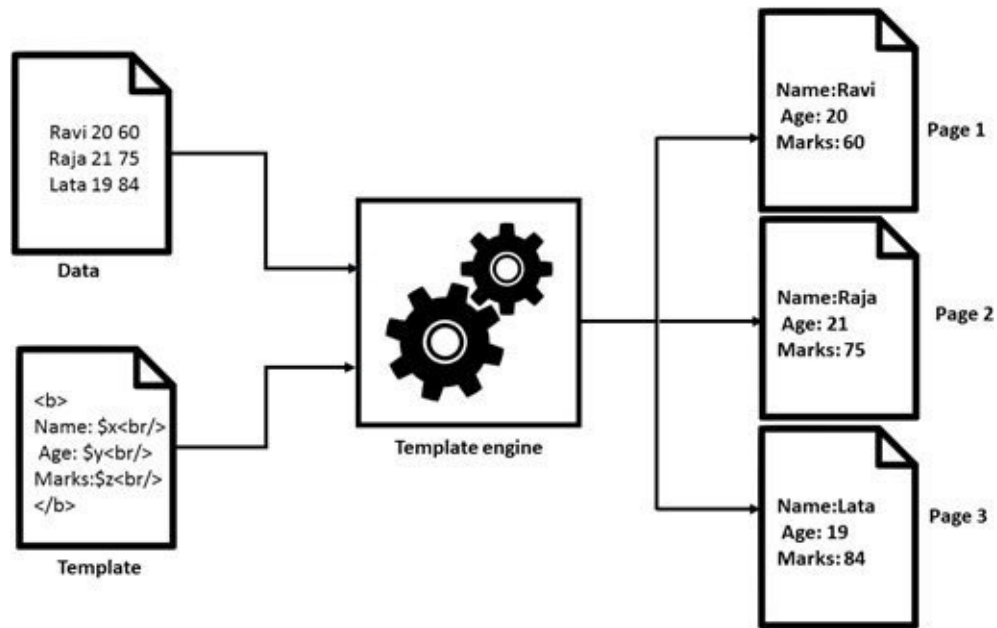 Ravi 20 60
Raja 21 75
Lata 19 84
Data
<b>
Name: $x<br/>
Age: $y<br/>
Marks:$z<br/>
</b>
Template
Template engine
Name:Ravi
Age: 20
Marks: 60
Page 1
Name:Raja
Age: 21
Marks: 75
Page 2
Name:Lata
Age: 19
Marks: 84
Page 3